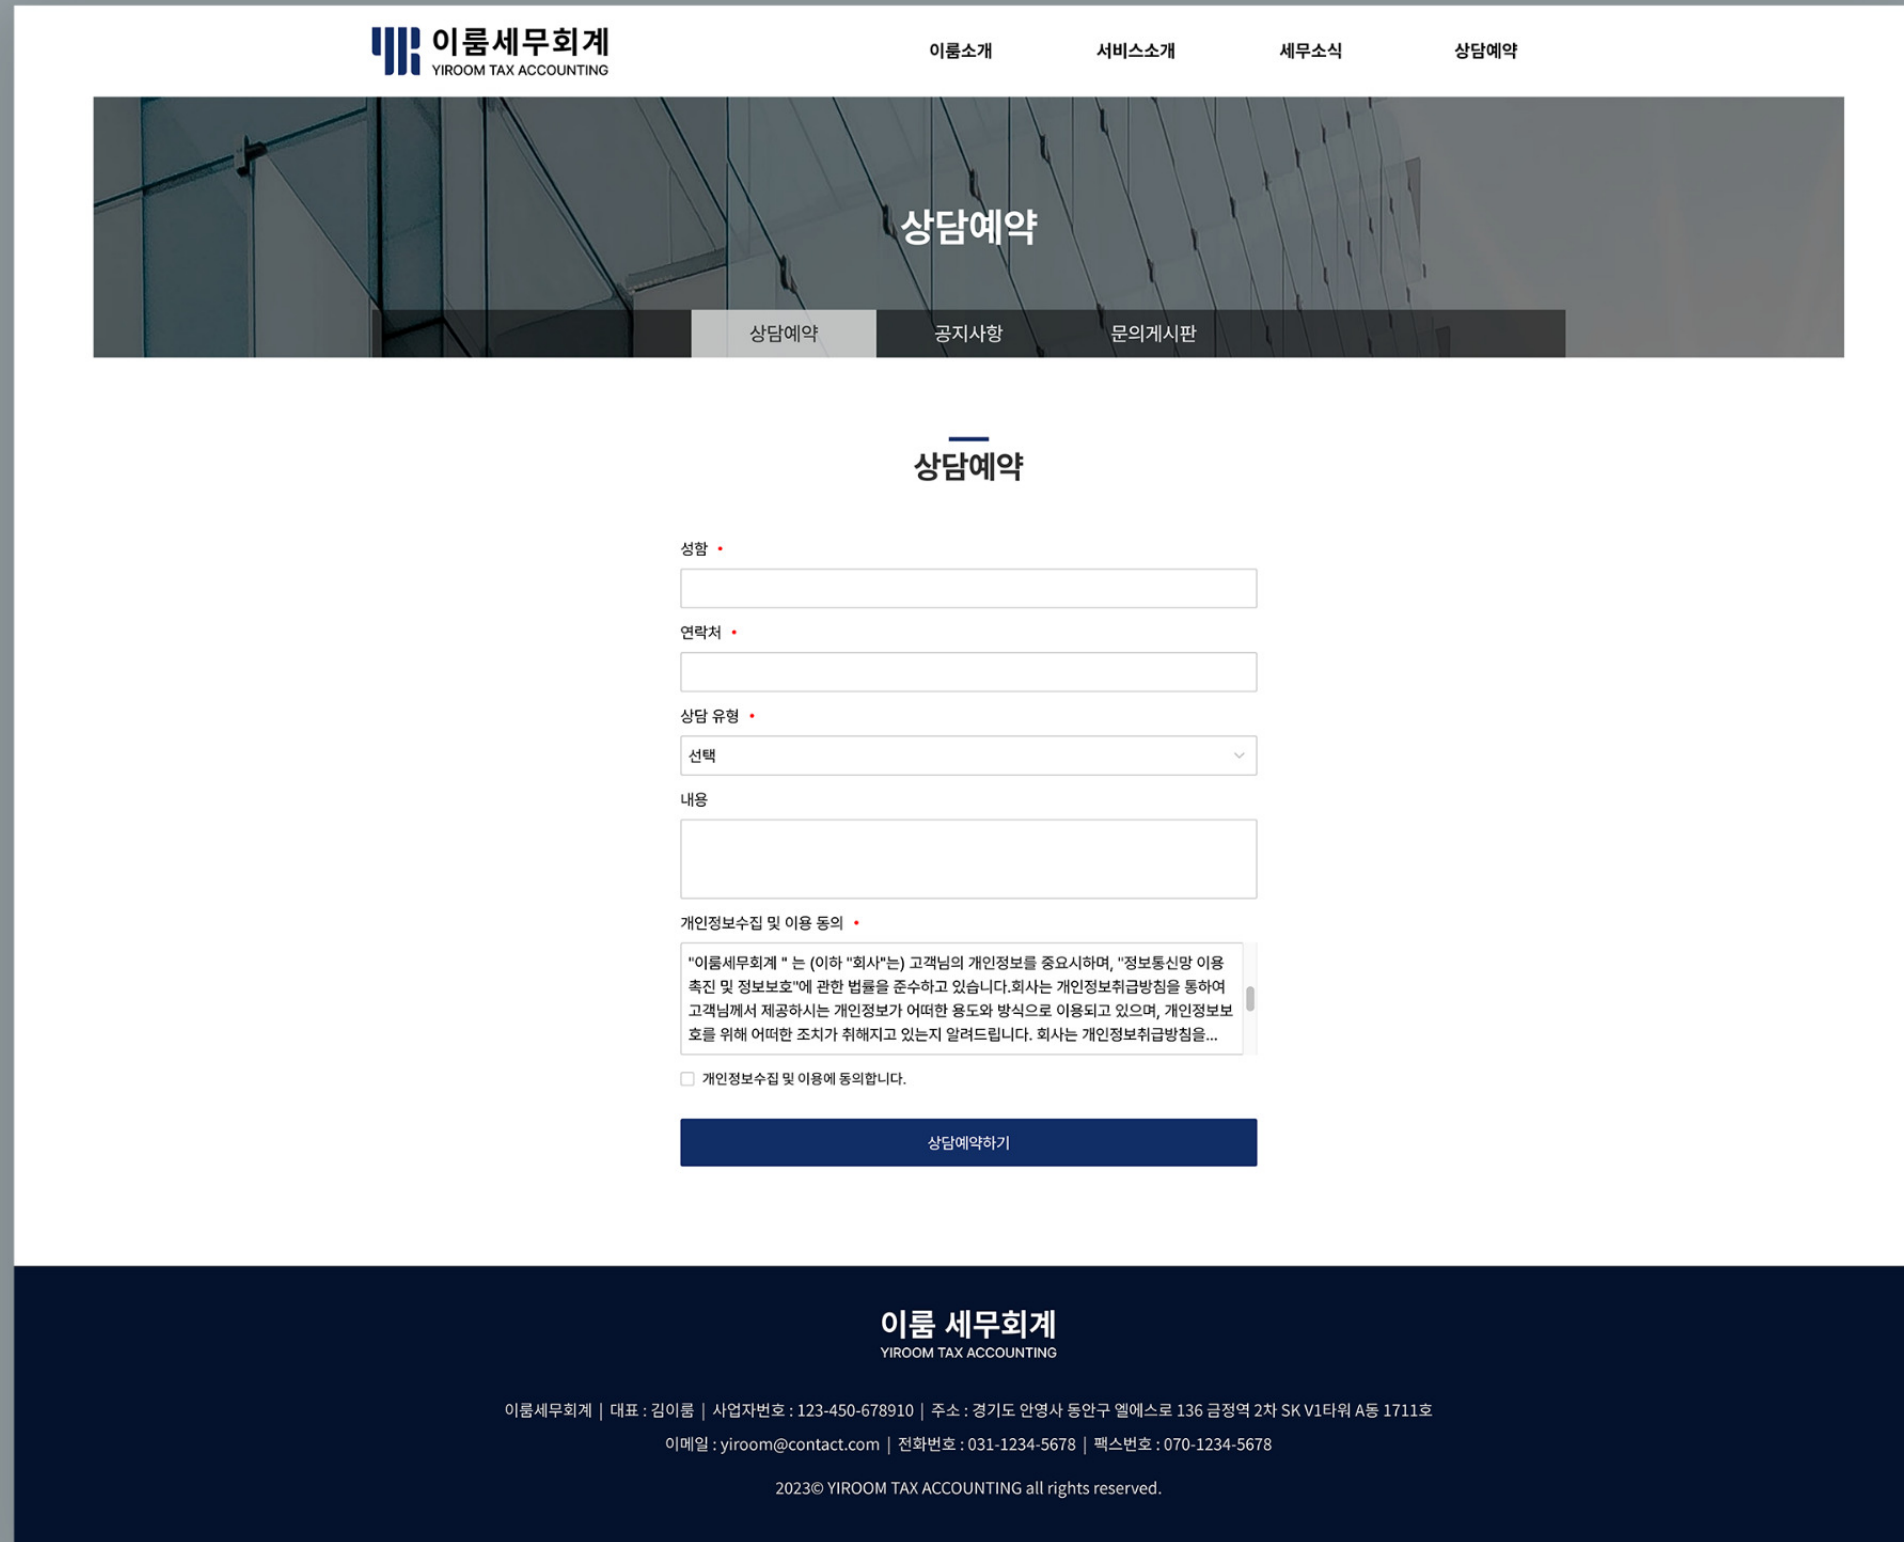 이룸세무회계
YIROOM TAX ACCOUNTING
이룸소개 서비스소개 세무소식 상담예약
상담예약
상담예약 공지사항 문의게시판
상담예약
성함 •
연락처 •
상담 유형 •
선택
내용
개인정보수집 및 이용 동의 •
"이룸세무회계 " 는 (이하 "회사"는) 고객님의 개인정보를 중요시하며, "정보통신망 이용
촉진 및 정보보호"에 관한 법률을 준수하고 있습니다.회사는 개인정보취급방침을 통하여
고객님께서 제공하시는 개인정보가 어떠한 용도와 방식으로 이용되고 있으며, 개인정보보
호를 위해 어떠한 조치가 취해지고 있는지 알려드립니다. 회사는 개인정보취급방침을...
개인정보수집 및 이용에 동의합니다.
상담예약하기
이룸 세무회계
YIROOM TAX ACCOUNTING
이룸세무회계 | 대표 : 김이룸 | 사업자번호 : 123-450-678910 | 주소 : 경기도 안영사 동안구 엘에스로 136 금정역 2차 SK V1타워 A동 1711호
이메일 : yiroom@contact.com | 전화번호 : 031-1234-5678 | 팩스번호 : 070-1234-5678
2023© YIROOM TAX ACCOUNTING all rights reserved.